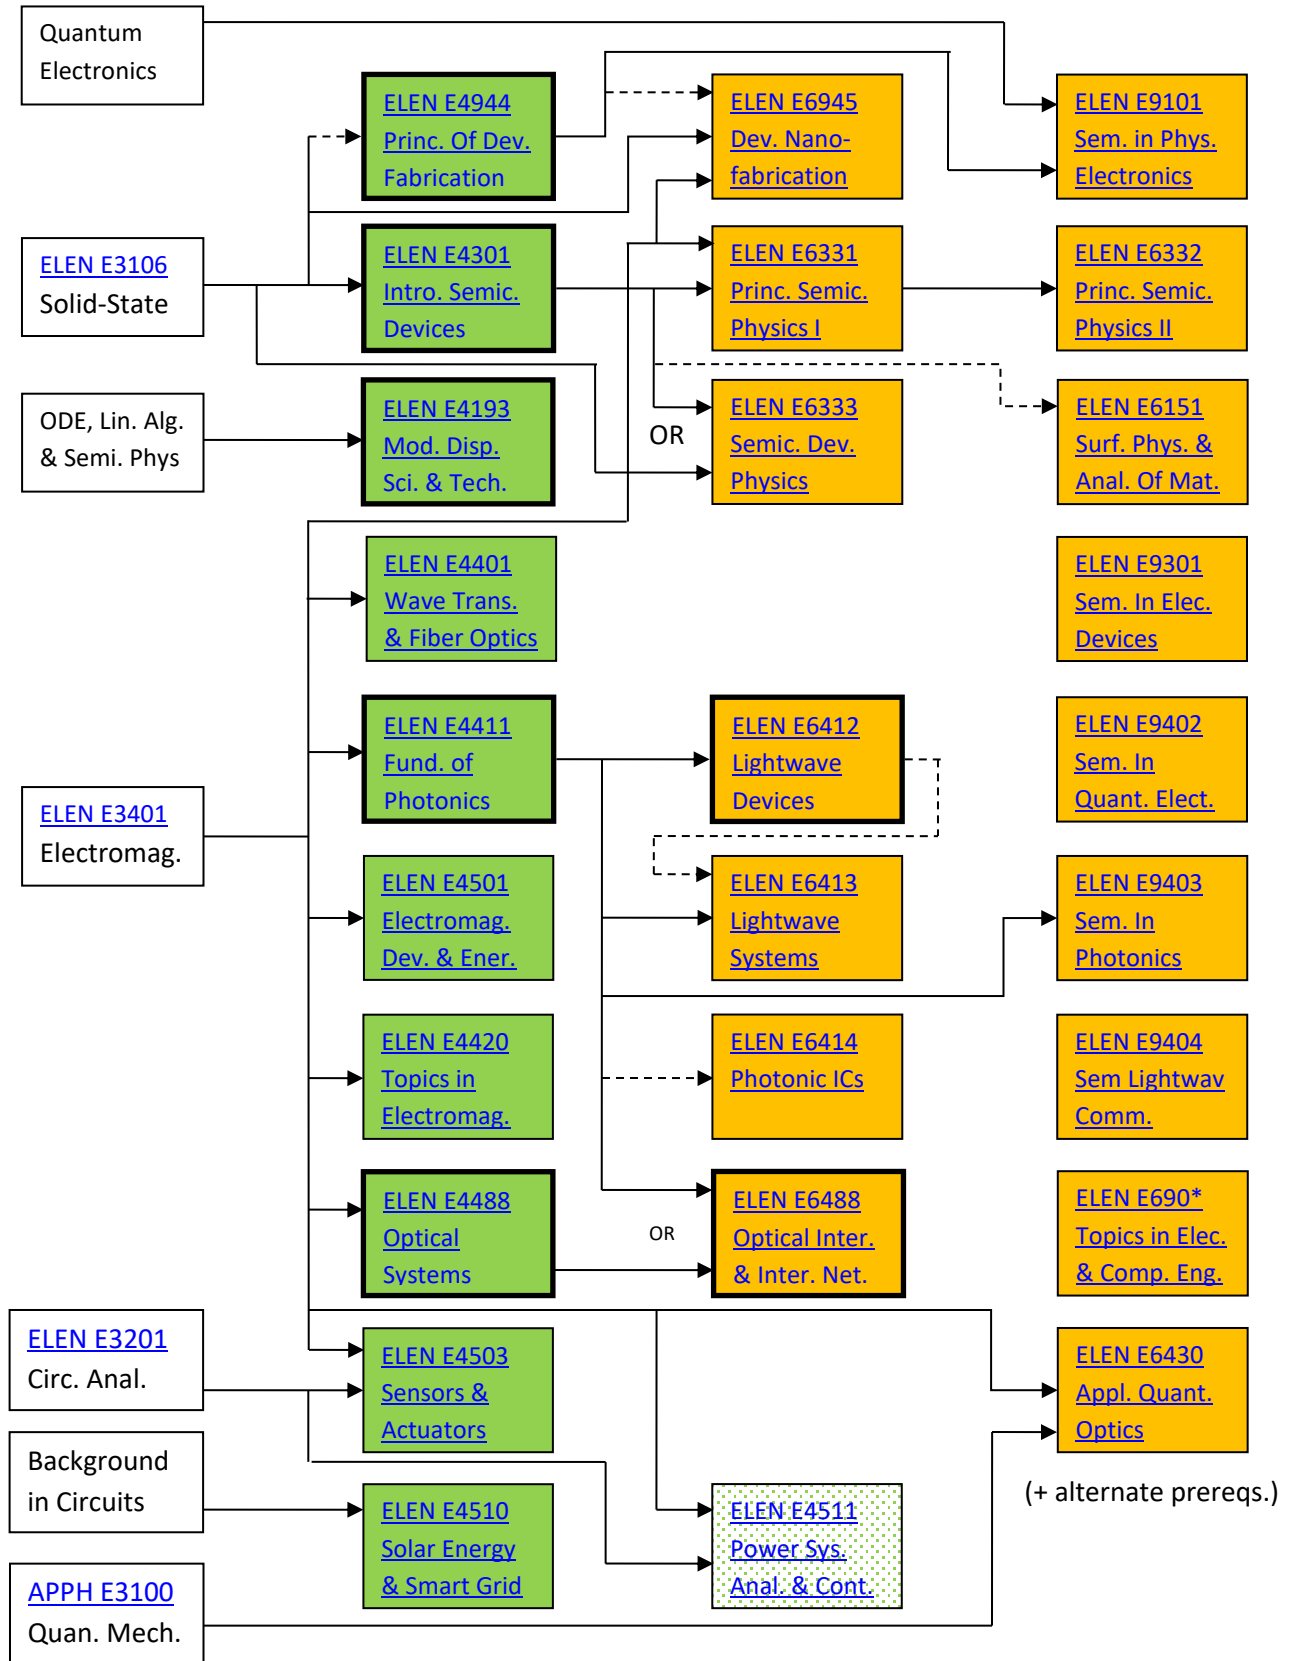 Quantum
Electronics
ELEN E4944
Princ. Of Dev.
Fabrication
ELEN E6945
Dev. Nano-
fabrication
ELEN E9101
Sem. in Phys.
Electronics
ELEN E3106
Solid-State
ELEN E4301
Intro. Semic.
Devices
ELEN E6331
Princ. Semic.
Physics I
ELEN E6332
Princ. Semic.
Physics II
ODE, Lin. Alg.
& Semi. Phys
ELEN E4193
Mod. Disp.
Sci. & Tech.
OR
ELEN E6333
Semic. Dev.
Physics
ELEN E6151
Surf. Phys. &
Anal. Of Mat.
ELEN E4401
Wave Trans.
& Fiber Optics
ELEN E9301
Sem. In Elec.
Devices
ELEN E4411
Fund. of
Photonics
ELEN E6412
Lightwave
Devices
ELEN E9402
Sem. In
Quant. Elect.
ELEN E3401
Electromag.
ELEN E4501
Electromag.
Dev. & Ener.
ELEN E6413
Lightwave
Systems
ELEN E9403
Sem. In
Photonics
ELEN E4420
Topics in
Electromag.
ELEN E6414
Photonic ICs
ELEN E9404
Sem Lightwav
Comm.
ELEN E4488
Optical
Systems
OR
ELEN E6488
Optical Inter.
& Inter. Net.
ELEN E690*
Topics in Elec.
& Comp. Eng.
ELEN E3201
Circ. Anal.
ELEN E4503
Sensors &
Actuators
ELEN E6430
Appl. Quant.
Optics
(+ alternate prereqs.)
Background
in Circuits
ELEN E4510
Solar Energy
& Smart Grid
ELEN E4511
Power Sys.
Anal. & Cont.
APPH E3100
Quan. Mech.